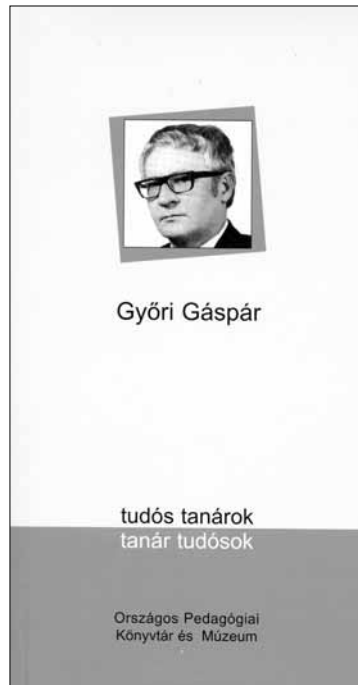 Győri Gáspár
tudós tanárok
tanár tudósok
Országos Pedagógiai
Könyvtár és Múzeum